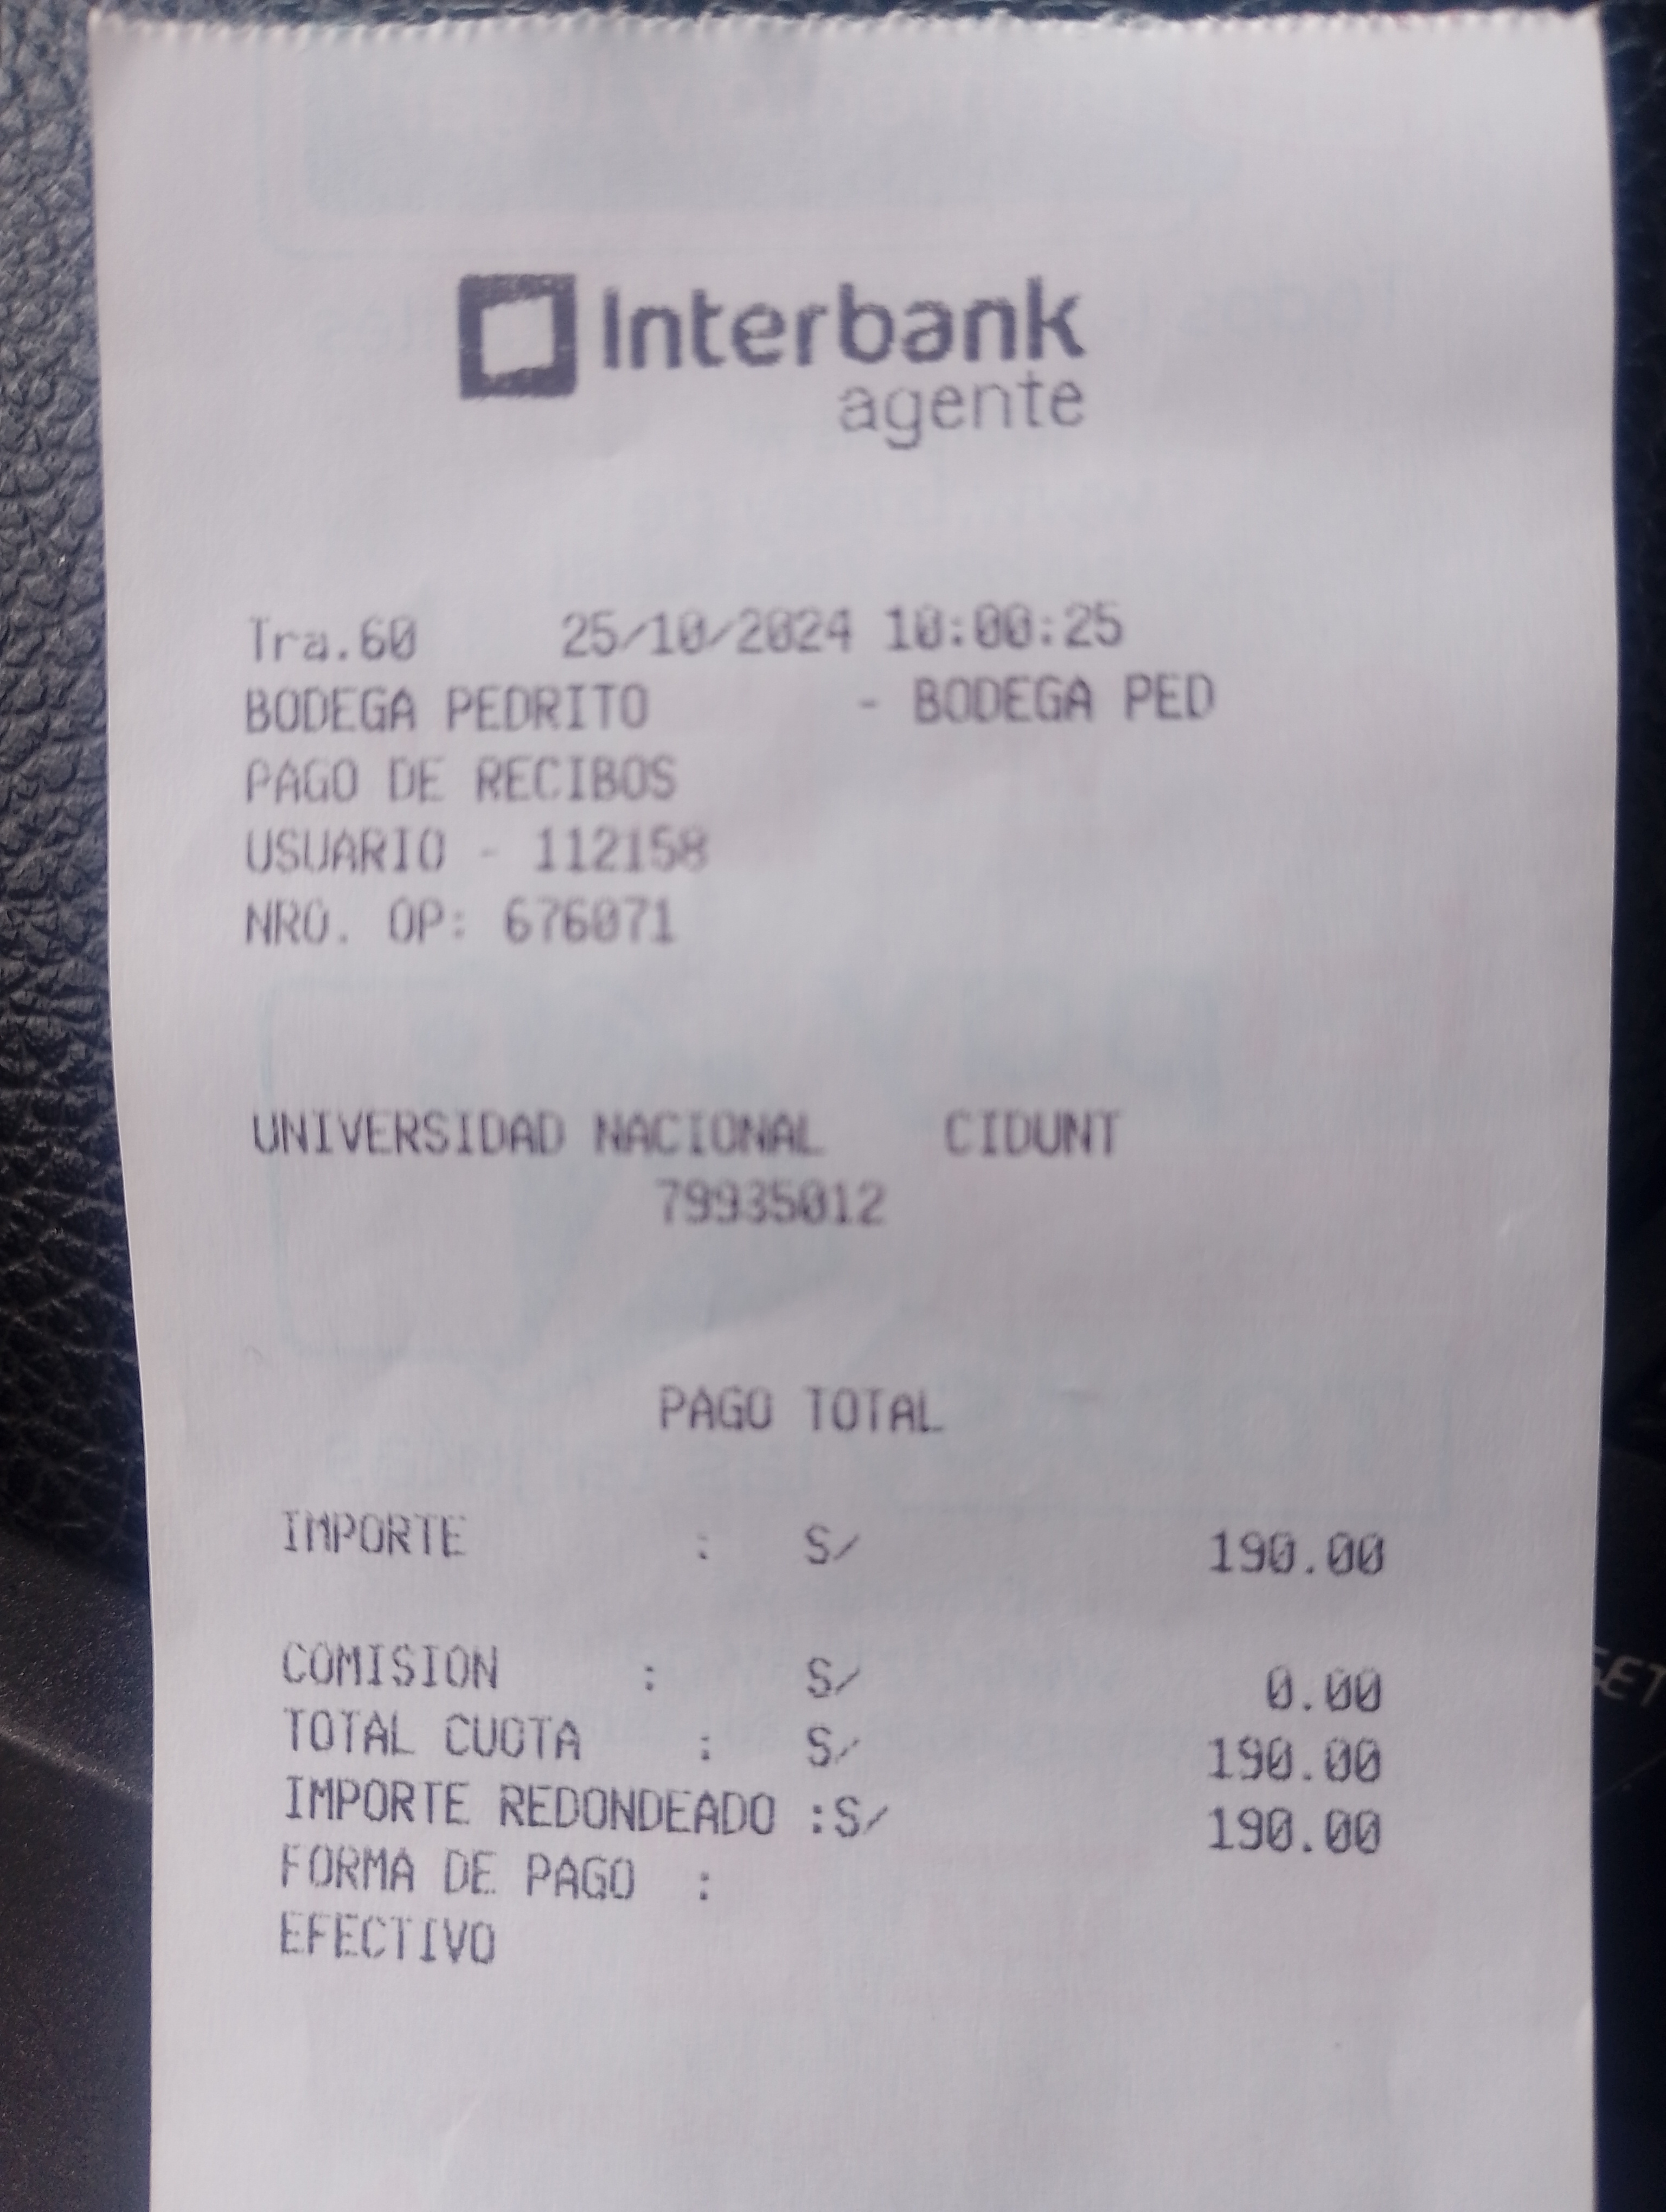 Interbank
agente
Tra.60 25/10/2024 10:00:25
BODEGA PEDRITO - BODEGA PED
PAGO DE RECIBOS
USUARIO - 112158
NRO. OP: 676071
UNIVERSIDAD NACIONAL CIDUNT
79935012
PAGO TOTAL
IMPORTE : S/ 190.00
COMISION : S/ 0.00
TOTAL CUOTA : S/ 190.00
IMPORTE REDONDEADO :S/ 190.00
FORMA DE PAGO :
EFECTIVO